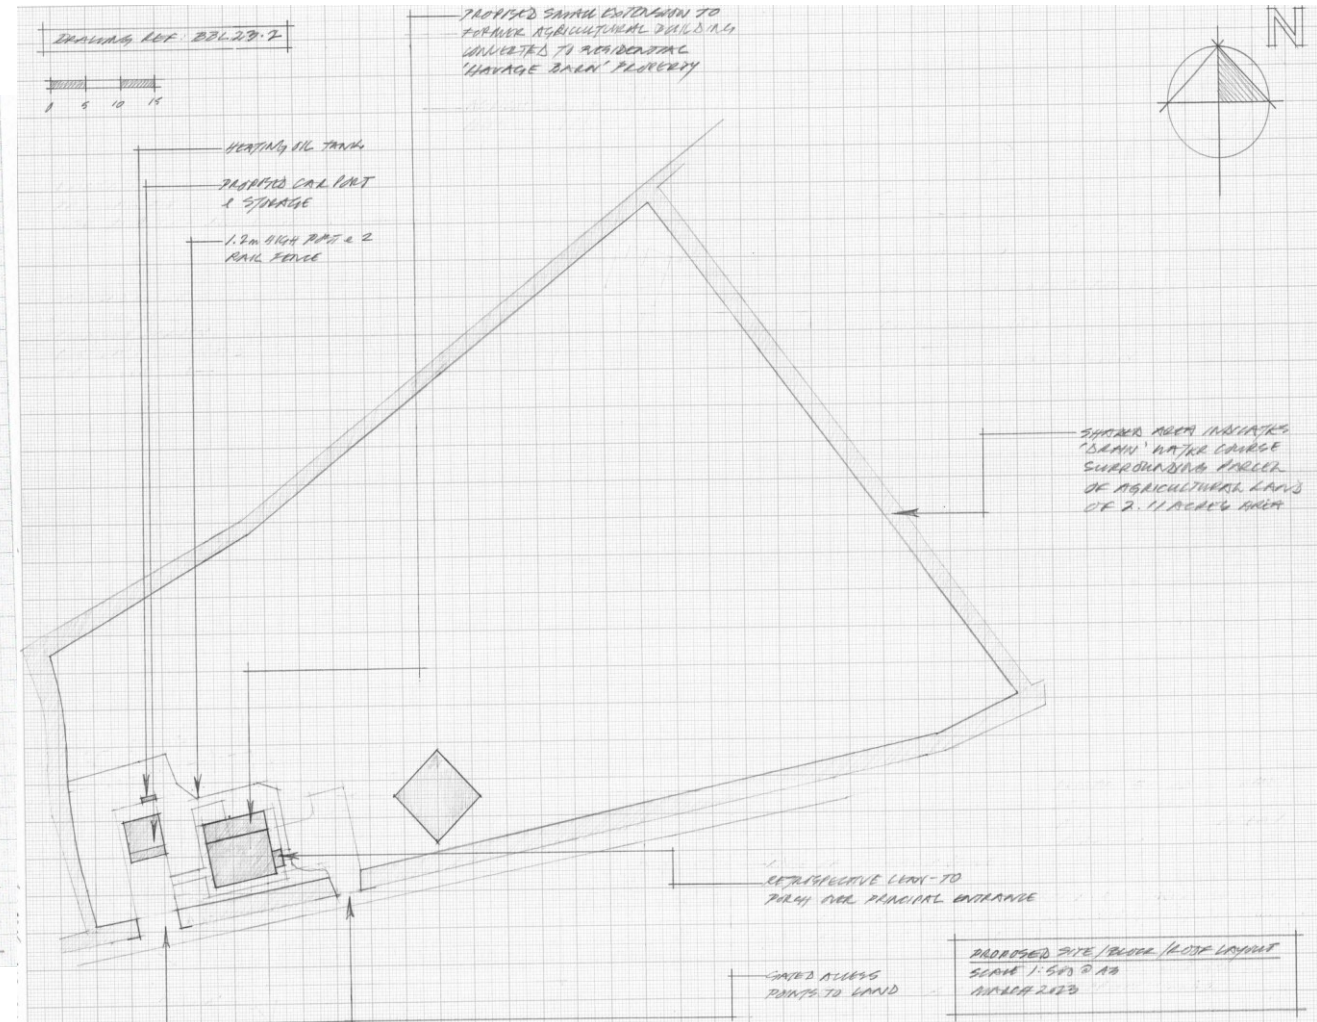 DRAWING REF: BBL23.2
0 5 10 15
PROPOSED SMALL EXTENSION TO
FORMER AGRICULTURAL BUILDING
CONVERTED TO RESIDENTIAL
BARN' PROPERTY
N
HEATING OIL TANK
PROPOSED CAR PORT
& STORAGE
1.2m HIGH POST & 2
RAIL FENCE
SHADED AREA INDICATES
'DRAIN' WATER COURSE
SURROUNDING PARCEL
OF AGRICULTURAL LAND
OF 2.11 ACRES AREA
RETROSPECTIVE LEAN-TO
PORCH OVER PRINCIPAL ENTRANCE
GATED ACCESS
POINTS TO LAND
PROPOSED SITE/BLOCK/ROOF LAYOUT
SCALE 1:500 @ A3
MARCH 2023